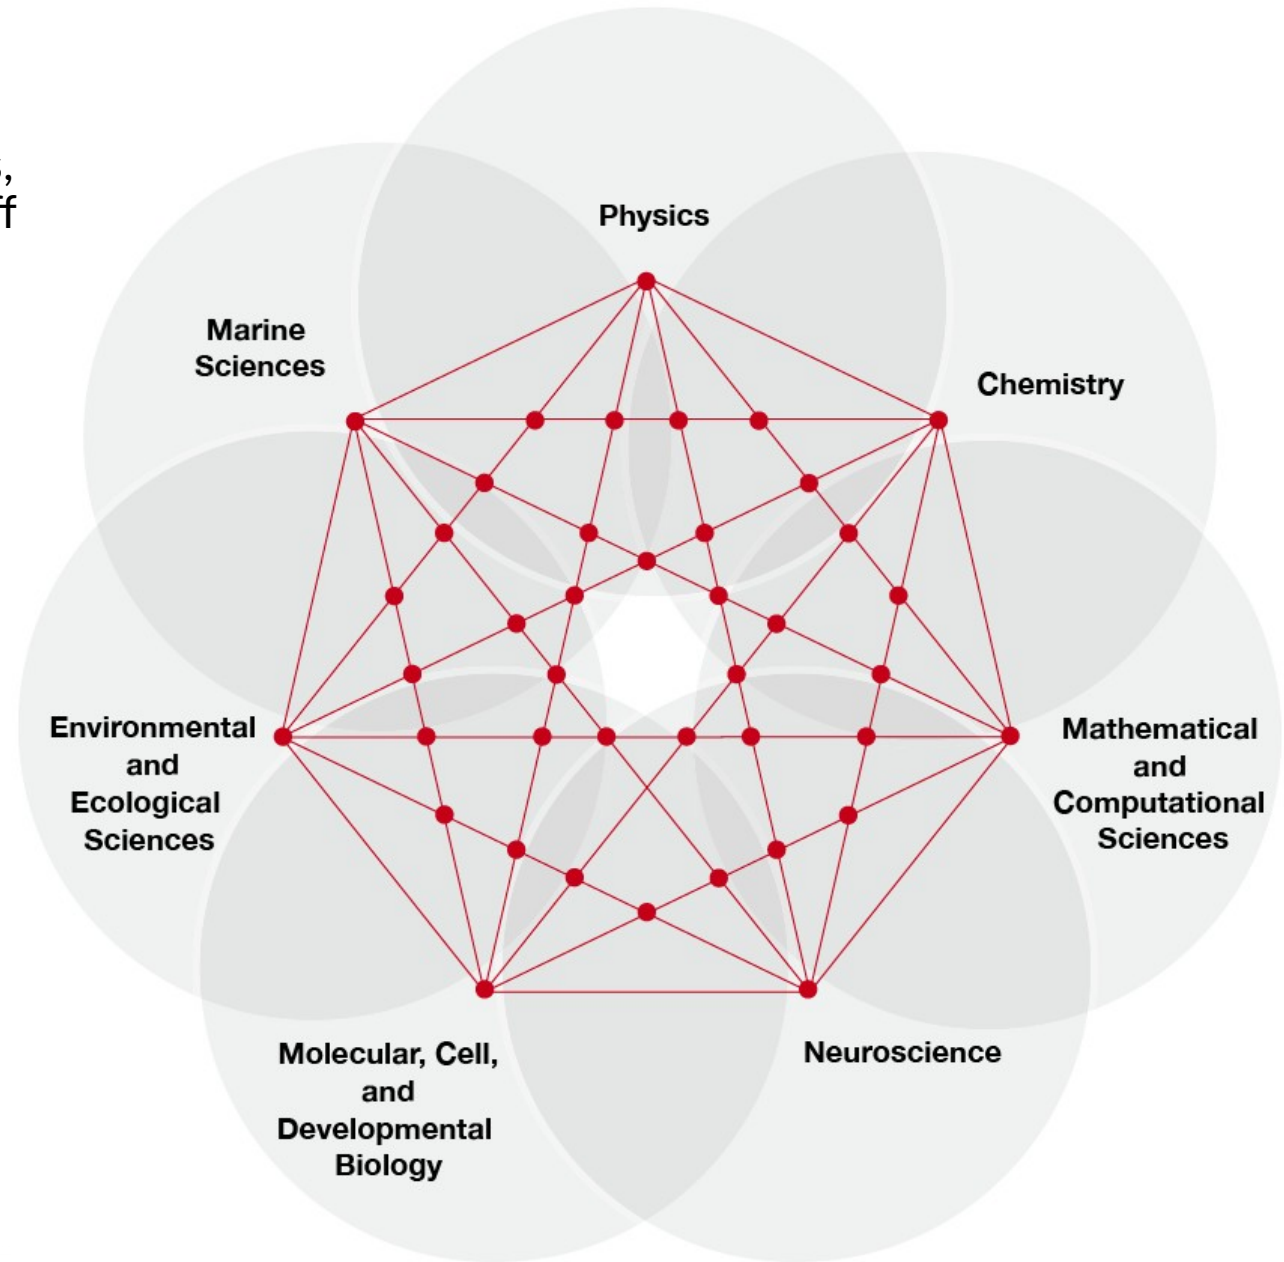 Physics
Marine
Sciences
Chemistry
Environmental
and
Ecological
Sciences
Mathematical
and
Computational
Sciences
Molecular, Cell,
and
Developmental
Biology
Neuroscience